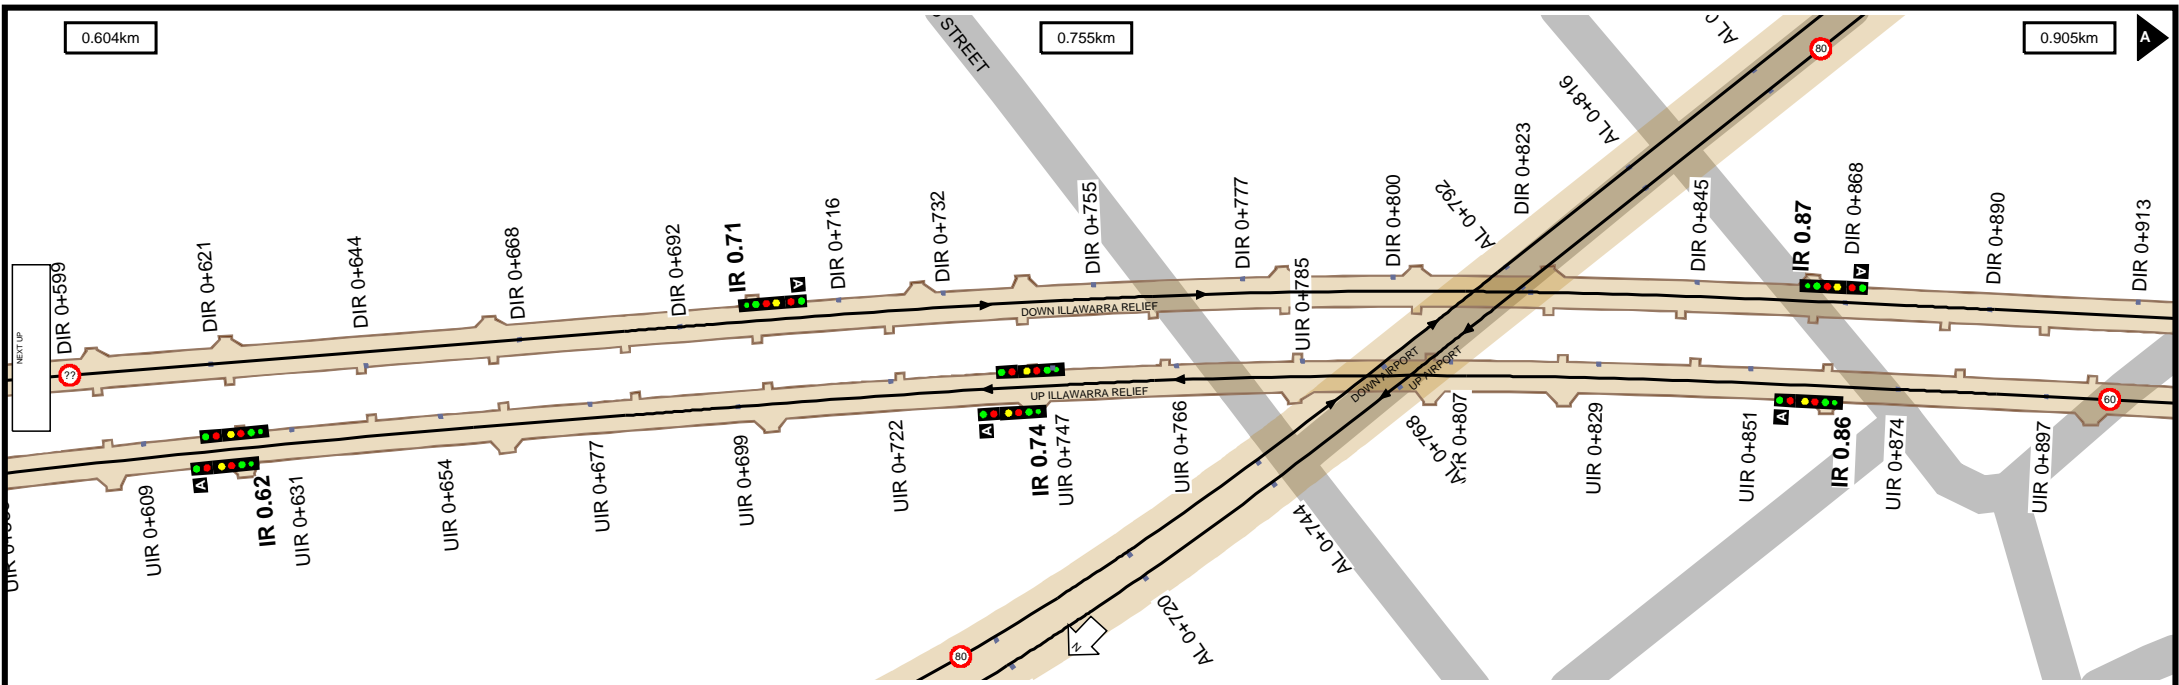 0.604km
0.755km
0.905km
A
STREET
80
AL 0+816
DIR 0+823
AL 0+792
DIR 0+599
DIR 0+621
DIR 0+644
DIR 0+668
DIR 0+692
IR 0.71
A
DIR 0+716
DIR 0+732
DIR 0+755
DIR 0+777
UIR 0+785
DIR 0+800
DIR 0+845
IR 0.87
DIR 0+868
A
DIR 0+890
DIR 0+913
NEXT UP
??
DOWN ILLAWARRA RELIEF
UP ILLAWARRA RELIEF
DOWN AIRPORT
UP AIRPORT
60
UIR 0+609
A
IR 0.62
UIR 0+631
UIR 0+654
UIR 0+677
UIR 0+699
UIR 0+722
A
IR 0.74
UIR 0+747
UIR 0+766
AL 0+768
UIR 0+829
UIR 0+851
A
IR 0.86
UIR 0+874
UIR 0+897
AL 0+744
AL 0+720
N
80